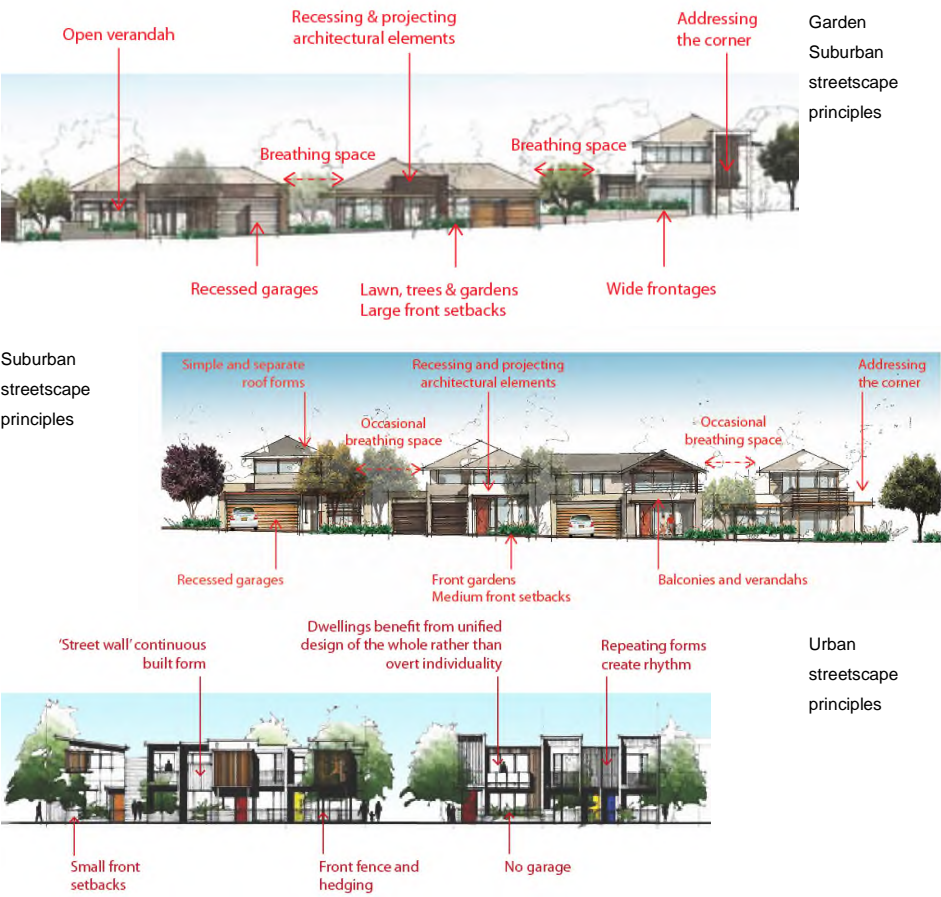 Open verandah
Recessing & projecting
architectural elements
Addressing
the corner
Garden
Suburban
streetscape
principles
Breathing space
Breathing space
Recessed garages
Lawn, trees & gardens
Large front setbacks
Wide frontages
Suburban
streetscape
principles
Simple and separate
roof forms
Recessing and projecting
architectural elements
Addressing
the corner
Occasional
breathing space
Occasional
breathing space
Recessed garages
Front gardens
Medium front setbacks
Balconies and verandahs
'Street wall' continuous
built form
Dwellings benefit from unified
design of the whole rather than
overt individuality
Repeating forms
create rhythm
Urban
streetscape
principles
Small front
setbacks
Front fence and
hedging
No garage